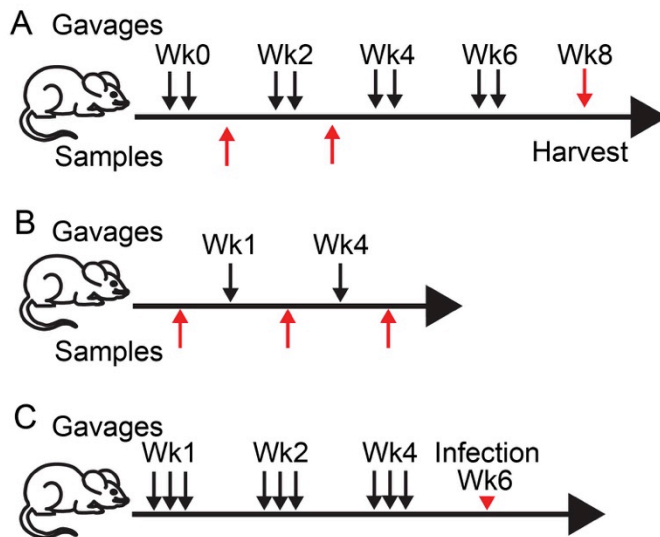 A Gavages
Wk0 Wk2 Wk4 Wk6 Wk8
Samples
Harvest
B
Gavages
Wk1 Wk4
Samples
C
Gavages
Wk1 Wk2 Wk4 Infection
Wk6